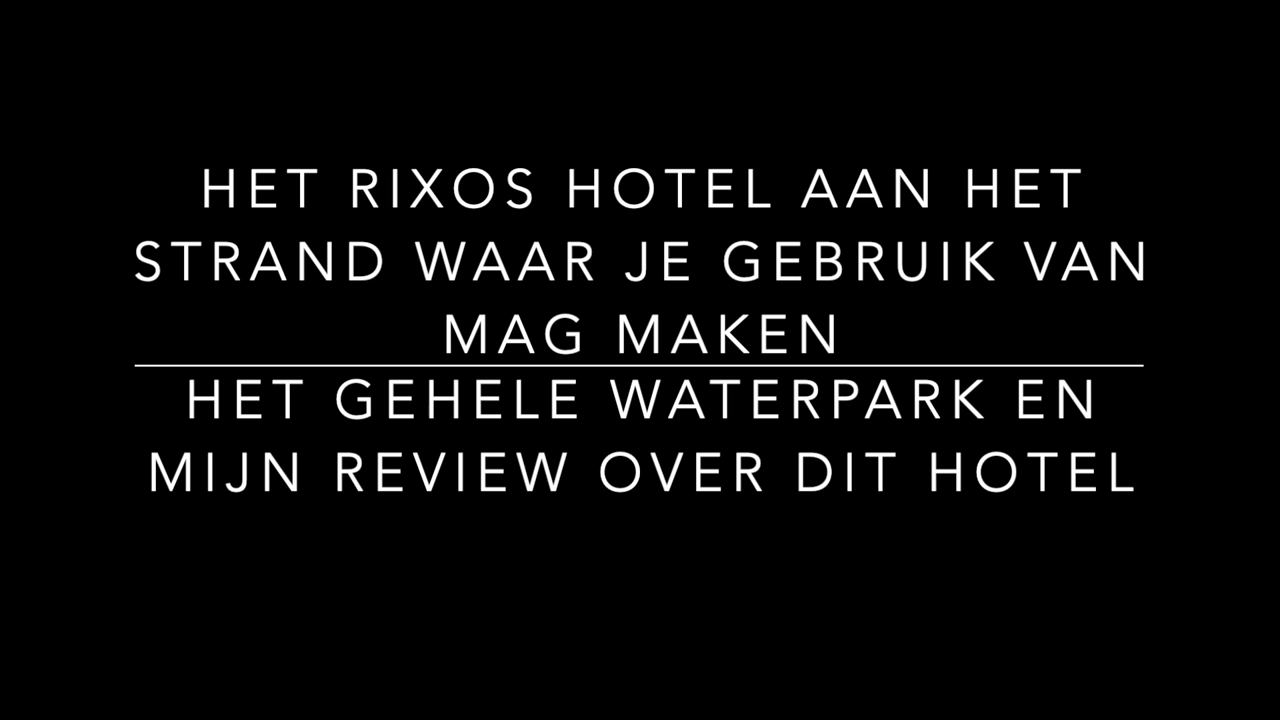 HET RIXOS HOTEL AAN HET
STRAND WAAR JE GEBRUIK VAN
MAG MAKEN
HET GEHELE WATERPARK EN
MIJN REVIEW OVER DIT HOTEL